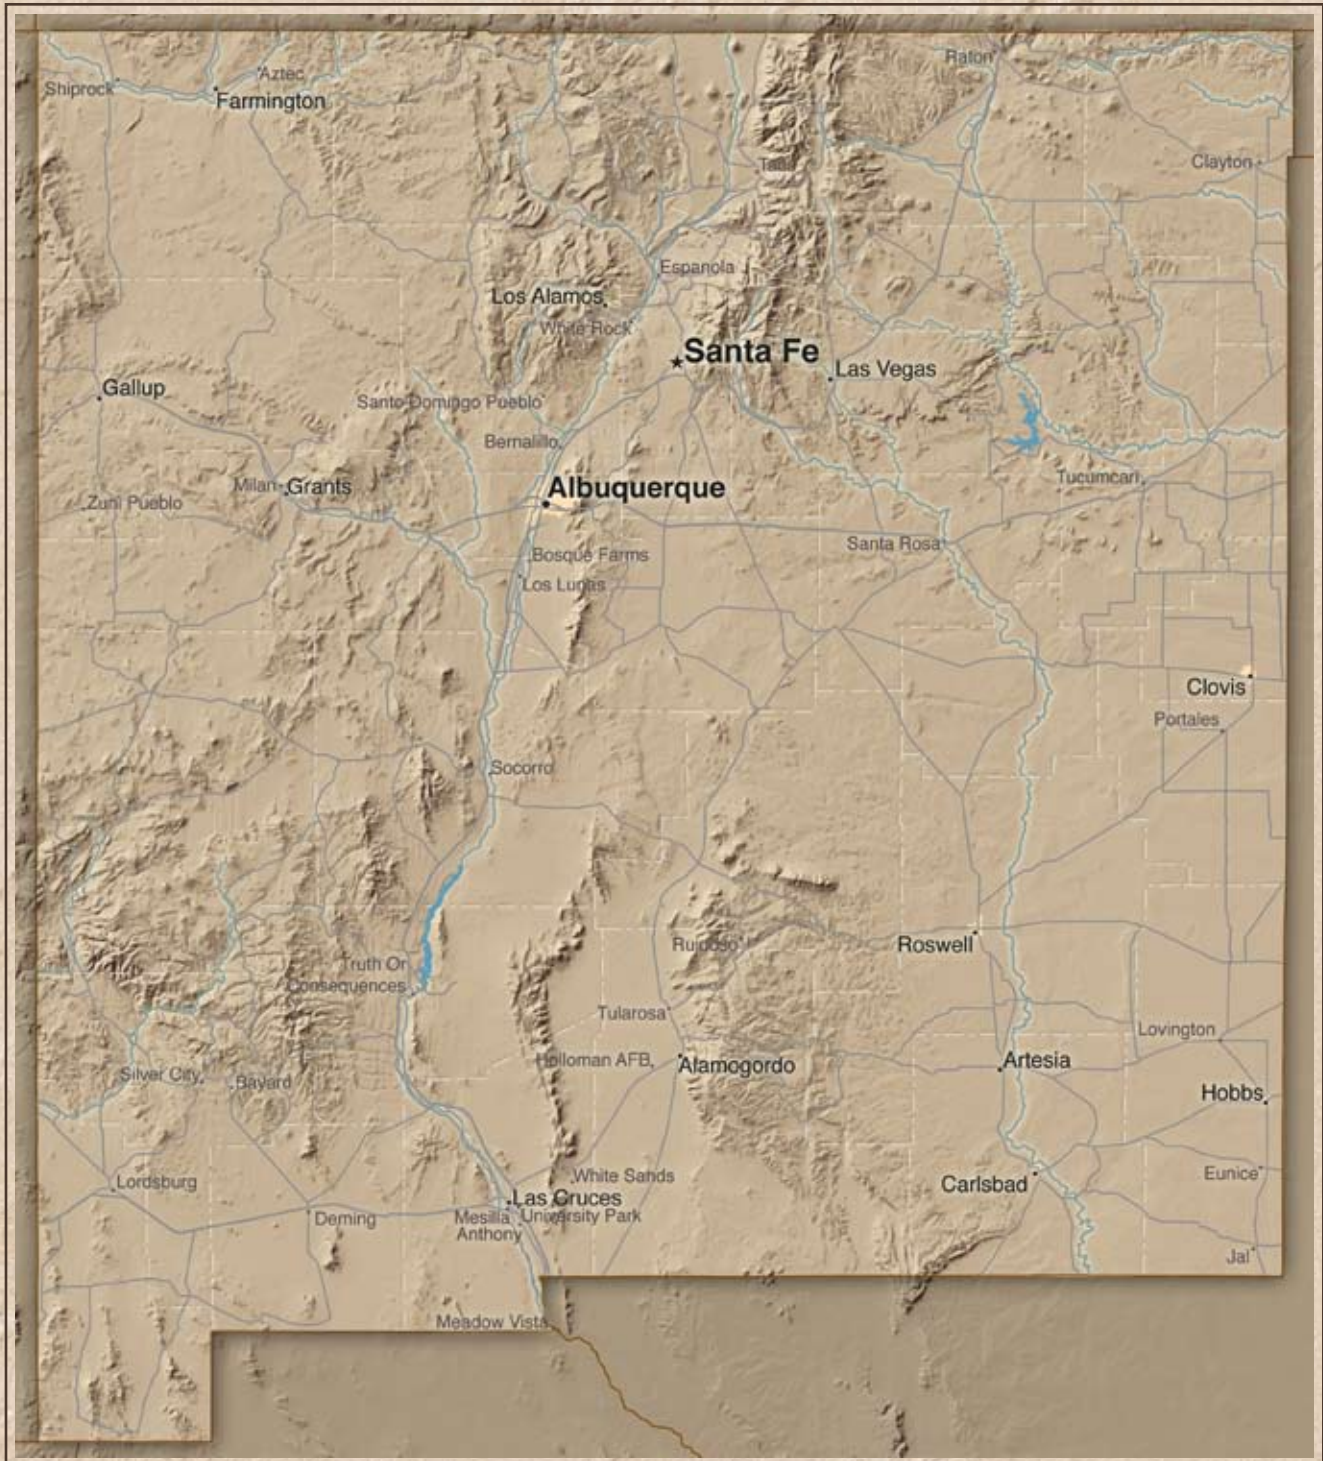 Raton
Aztec
Shiprock
Farmington
Clayton
Taos
Espanola
Los Alamos
White Rock
Santa Fe
Las Vegas
Gallup
Santo Domingo Pueblo
Bernalillo
Tucumcari
Milan
Grants
Albuquerque
Zuni Pueblo
Santa Rosa
Bosque Farms
Los Lunas
Clovis
Portales
Socorro
Roswell
Ruidoso
Truth Or
Consequences
Tularosa
Lovington
Holloman AFB
Alamogordo
Artesia
Silver City
Bayard
Hobbs
White Sands
Eunice
Lordsburg
Carlsbad
Las Cruces
Deming
Mesilla
University Park
Anthony
Jal
Meadow Vista